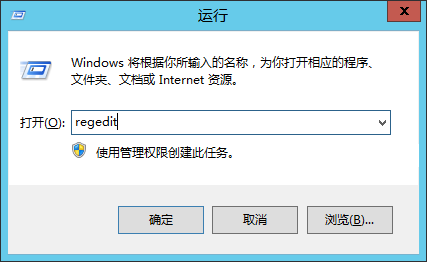 运行
Windows 将根据你所输入的名称，为你打开相应的程序、
文件夹、文档或 Internet 资源。
打开(O): regedit
使用管理权限创建此任务。
确定 取消 浏览(B)...